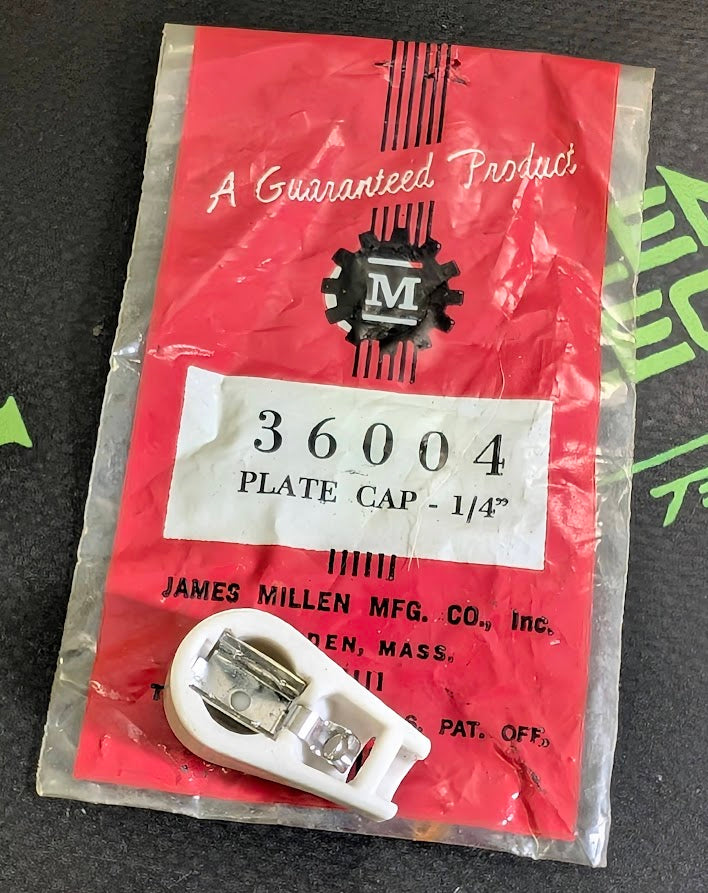 A Guaranteed Product
M
36004
PLATE CAP - 1/4"
JAMES MILLEN MFG. CO., Inc.
DEN, MASS.
PAT. OFF.